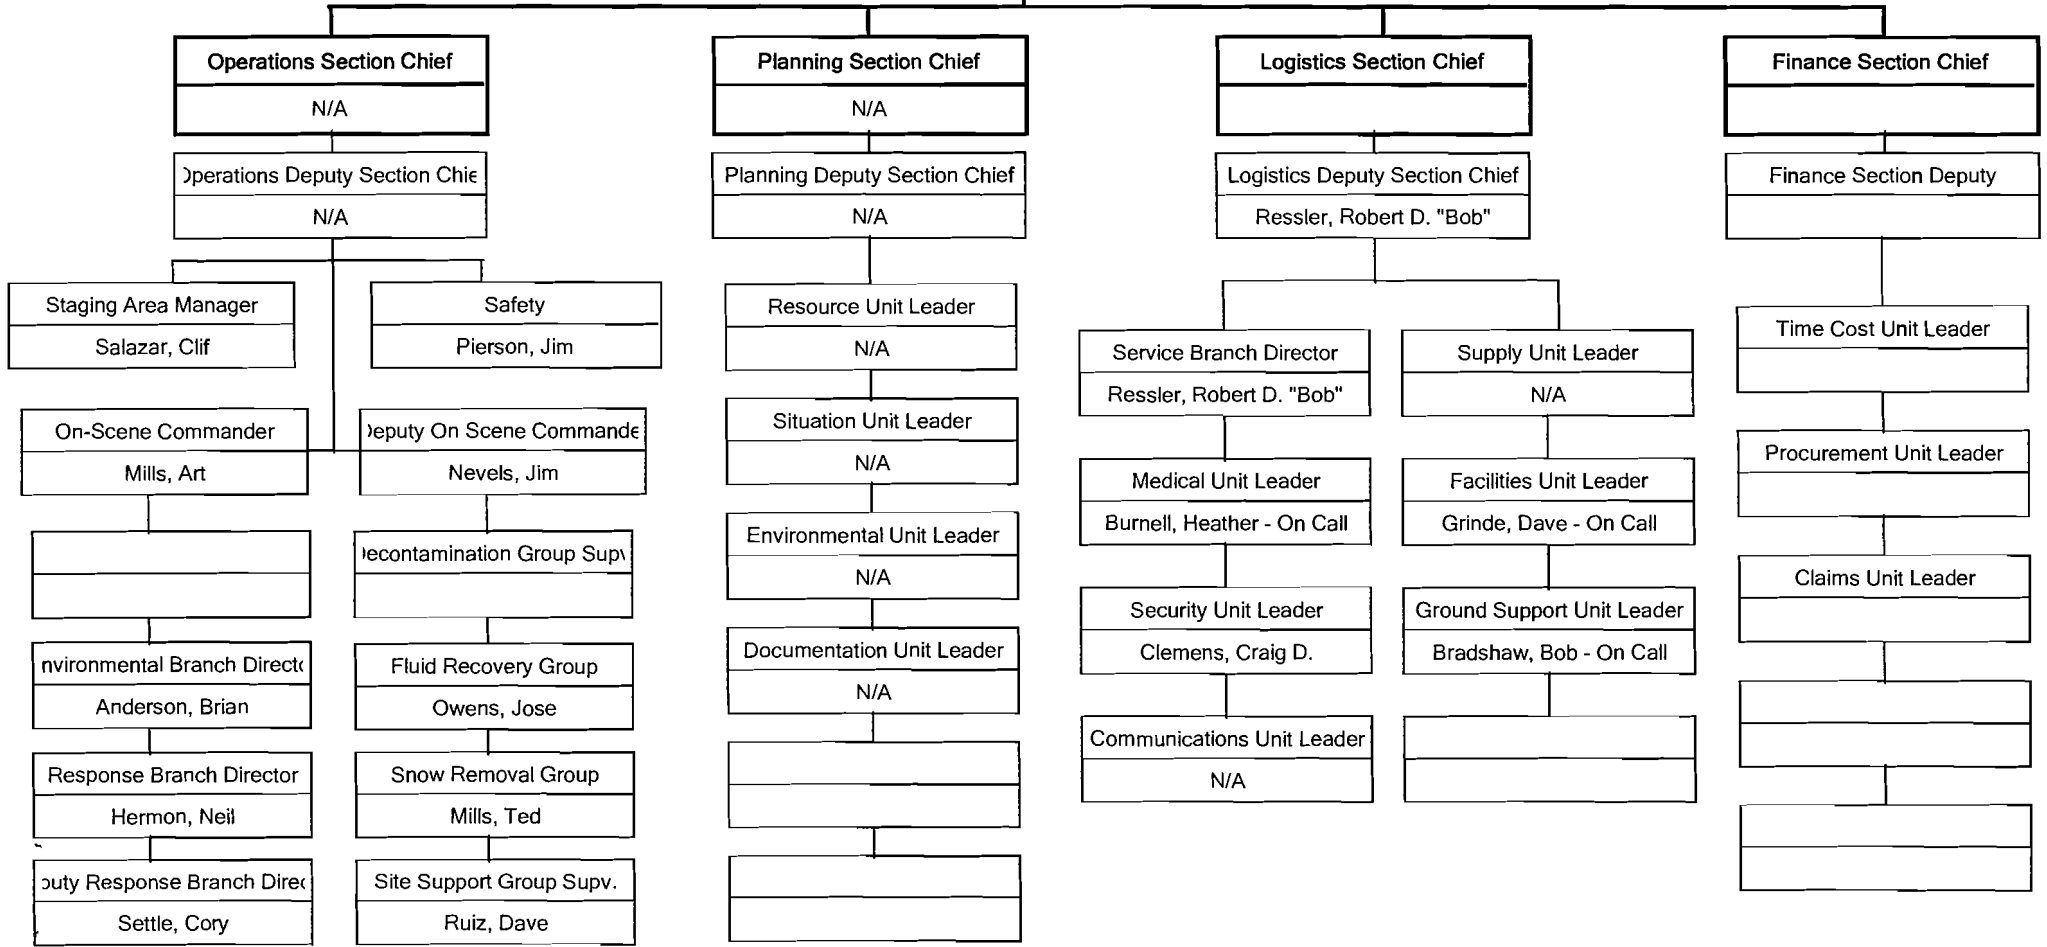 Operations Section Chief
N/A
Operations Deputy Section Chie
N/A
Staging Area Manager
Salazar, Clif
Safety
Pierson, Jim
On-Scene Commander
Mills, Art
Deputy On Scene Commande
Nevels, Jim
Decontamination Group Supv
nvironmental Branch Directo
Anderson, Brian
Fluid Recovery Group
Owens, Jose
Response Branch Director
Hermon, Neil
Snow Removal Group
Mills, Ted
puty Response Branch Direc
Settle, Cory
Site Support Group Supv.
Ruiz, Dave
Planning Section Chief
N/A
Planning Deputy Section Chief
N/A
Resource Unit Leader
N/A
Situation Unit Leader
N/A
Environmental Unit Leader
N/A
Documentation Unit Leader
N/A
Logistics Section Chief
Logistics Deputy Section Chief
Ressler, Robert D. "Bob"
Service Branch Director
Ressler, Robert D. "Bob"
Supply Unit Leader
N/A
Medical Unit Leader
Burnell, Heather - On Call
Facilities Unit Leader
Grinde, Dave - On Call
Security Unit Leader
Clemens, Craig D.
Ground Support Unit Leader
Bradshaw, Bob - On Call
Communications Unit Leader
N/A
Finance Section Chief
Finance Section Deputy
Time Cost Unit Leader
Procurement Unit Leader
Claims Unit Leader